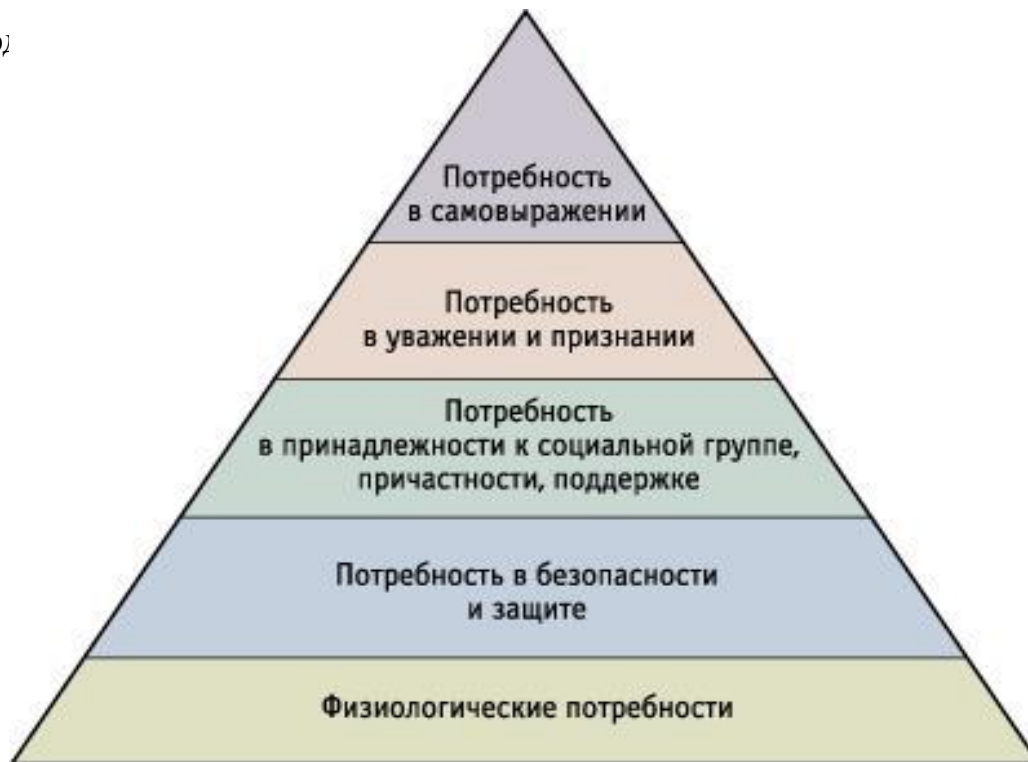 Потребность
в самовыражении
Потребность
в уважении и признании
Потребность
в принадлежности к социальной группе,
причастности, поддержке
Потребность в безопасности
и защите
Физиологические потребности